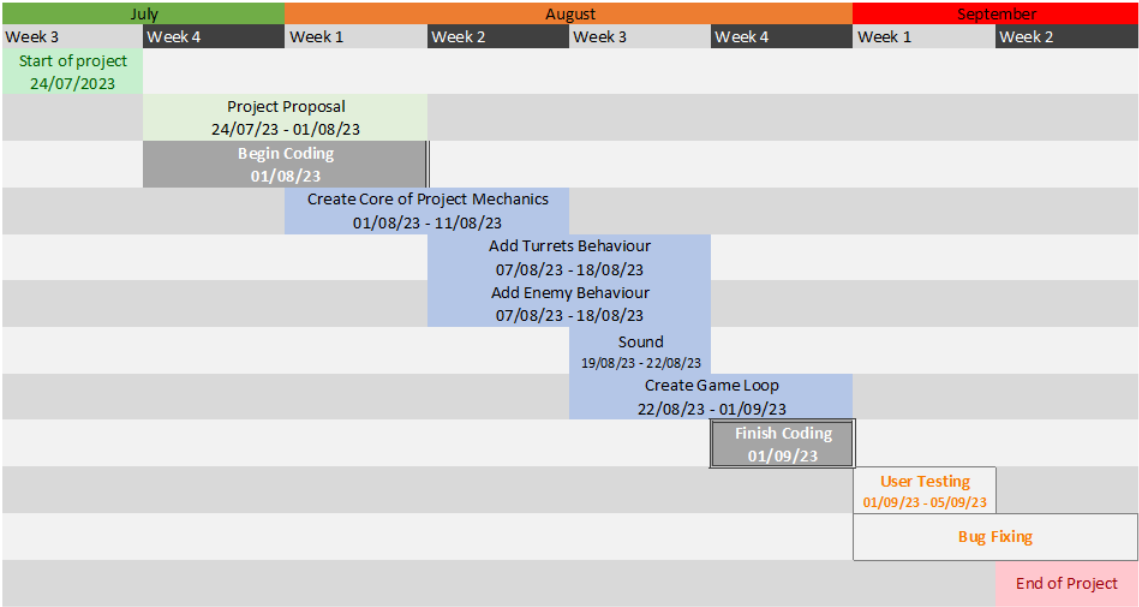 July August September
Week 3 Week 4 Week 1 Week 2 Week 3 Week 4 Week 1 Week 2
Start of project
24/07/2023
Project Proposal
24/07/23 - 01/08/23
Begin Coding
01/08/23
Create Core of Project Mechanics
01/08/23 - 11/08/23
Add Turrets Behaviour
07/08/23 - 18/08/23
Add Enemy Behaviour
07/08/23 - 18/08/23
Sound
19/08/23 - 22/08/23
Create Game Loop
22/08/23 - 01/09/23
Finish Coding
01/09/23
User Testing
01/09/23 - 05/09/23
Bug Fixing
End of Project